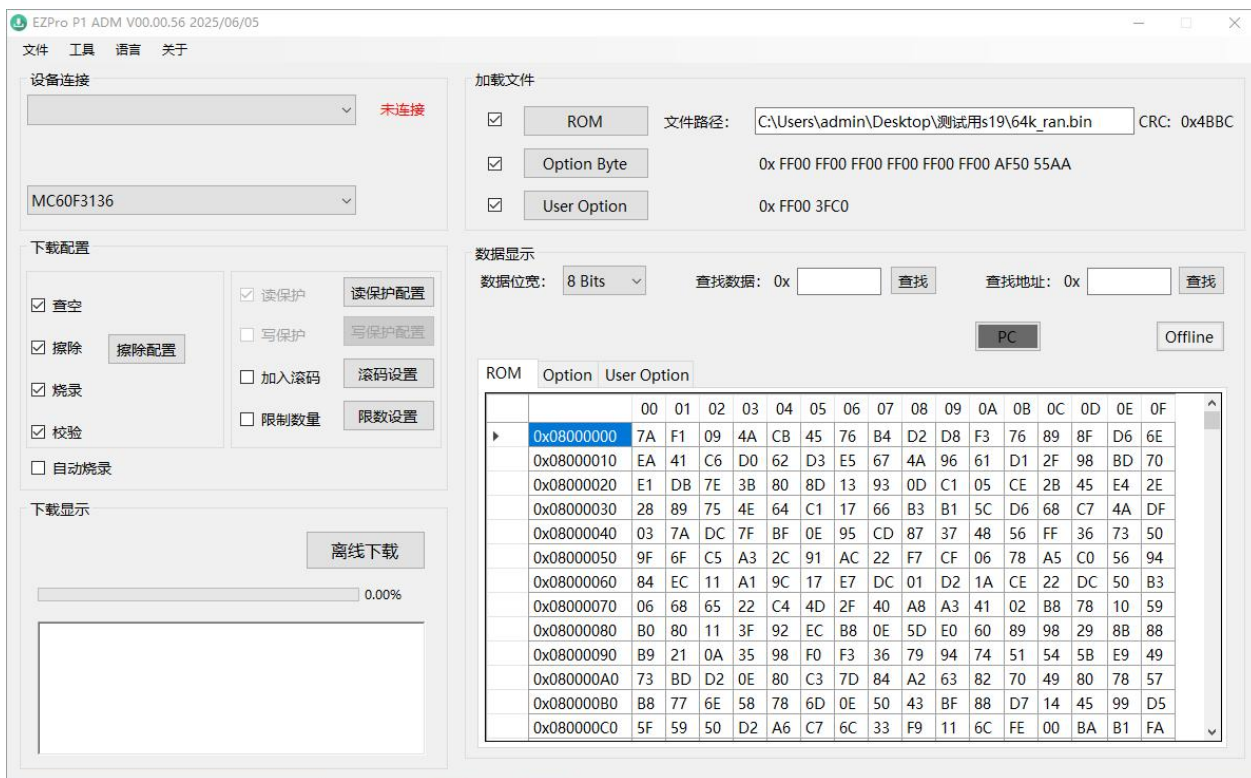 EZPro P1 ADM V00.00.56 2025/06/05
文件 工具 语言 关于
设备连接
未连接
MC60F3136
下载配置
查空
擦除 擦除配置
烧录
校验
自动烧录
读保护 读保护配置
写保护 写保护配置
加入滚码 滚码设置
限制数量 限数设置
下载显示
离线下载
0.00%
加载文件
ROM 文件路径: C:\Users\admin\Desktop\测试用s19\64k_ran.bin CRC: 0x4BBC
Option Byte 0x FF00 FF00 FF00 FF00 FF00 FF00 AF50 55AA
User Option 0x FF00 3FC0
数据显示
数据位宽: 8 Bits 查找数据: 0x 查找 查找地址: 0x 查找
PC Offline
ROM Option User Option
00 01 02 03 04 05 06 07 08 09 0A 0B 0C 0D 0E 0F
0x08000000 7A F1 09 4A CB 45 76 B4 D2 D8 F3 76 89 8F D6 6E
0x08000010 EA 41 C6 D0 62 D3 E5 67 4A 96 61 D1 2F 98 BD 70
0x08000020 E1 DB 7E 3B 80 8D 13 93 0D C1 05 CE 2B 45 E4 2E
0x08000030 28 89 75 4E 64 C1 17 66 B3 B1 5C D6 68 C7 4A DF
0x08000040 03 7A DC 7F BF 0E 95 CD 87 37 48 56 FF 36 73 50
0x08000050 9F 6F C5 A3 2C 91 AC 22 F7 CF 06 78 A5 C0 56 94
0x08000060 84 EC 11 A1 9C 17 E7 DC 01 D2 1A CE 22 DC 50 B3
0x08000070 06 68 65 22 C4 4D 2F 40 A8 A3 41 02 B8 78 10 59
0x08000080 B0 80 11 3F 92 EC B8 0E 5D E0 60 89 98 29 8B 88
0x08000090 B9 21 0A 35 98 F0 F3 36 79 94 74 51 54 5B E9 49
0x080000A0 73 BD D2 0E 80 C3 7D 84 A2 63 82 70 49 80 78 57
0x080000B0 B8 77 6E 58 78 6D 0E 50 43 BF 88 D7 14 45 99 D5
0x080000C0 5F 59 50 D2 A6 C7 6C 33 F9 11 6C FE 00 BA B1 FA